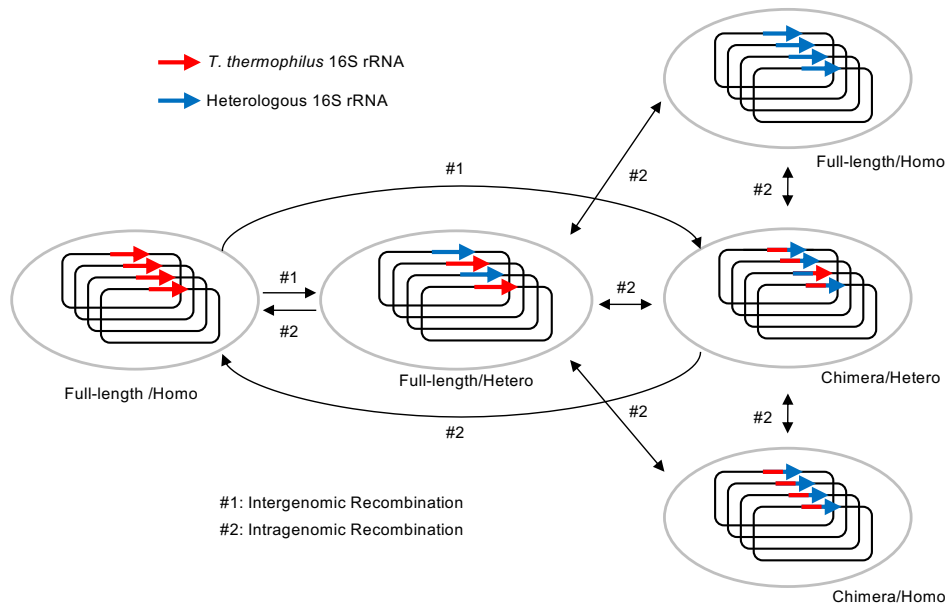 T. thermophilus 16S rRNA
Heterologous 16S rRNA
Full-length/Homo
#1
#2
#2
#1
#2
#2
Full-length /Homo
Full-length/Hetero
Chimera/Hetero
#2
#2
#2
#1: Intergenomic Recombination
#2: Intragenomic Recombination
Chimera/Homo